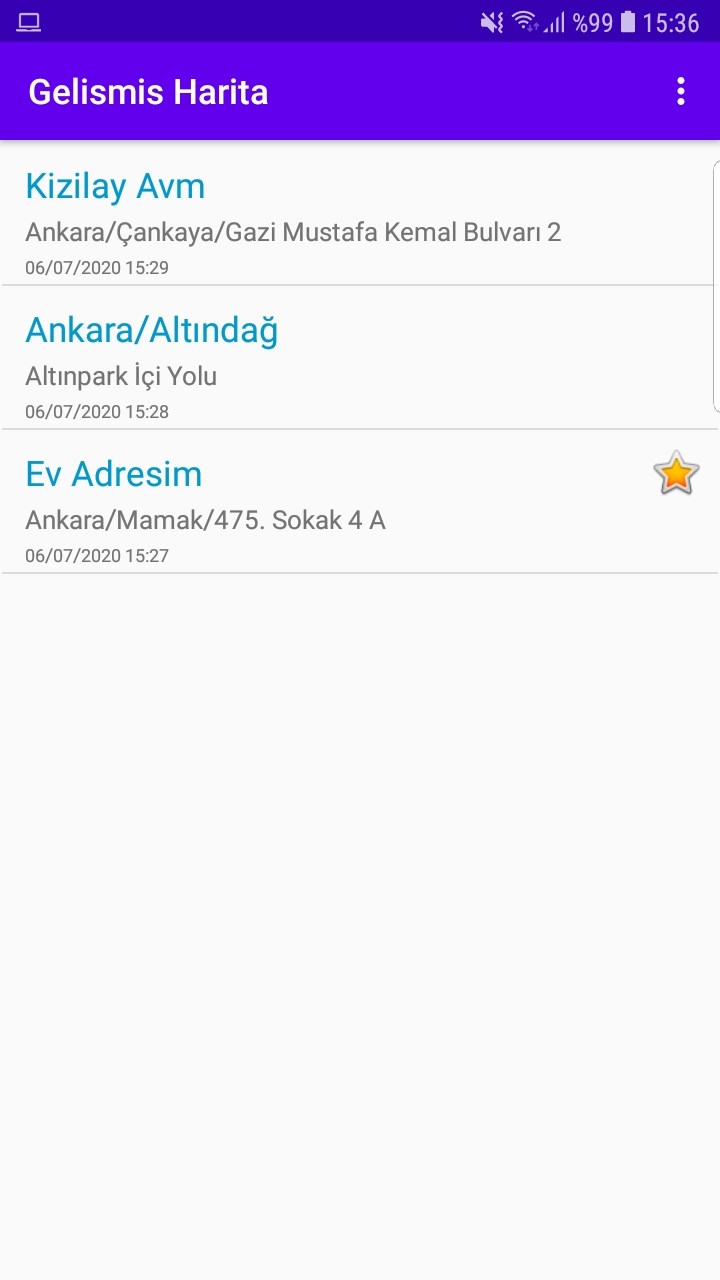 %99 15:36
Gelismis Harita
Kizilay Avm
Ankara/Çankaya/Gazi Mustafa Kemal Bulvarı 2
06/07/2020 15:29
Ankara/Altındağ
Altınpark İçi Yolu
06/07/2020 15:28
Ev Adresim
Ankara/Mamak/475. Sokak 4 A
06/07/2020 15:27